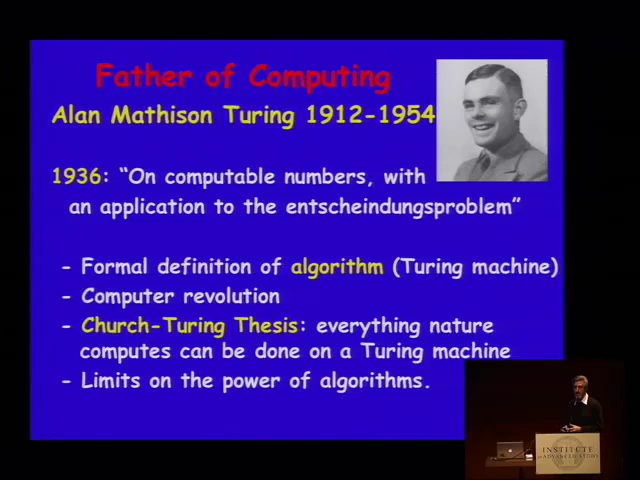 Father of Computing
Alan Mathison Turing 1912-1954
1936: “On computable numbers, with
an application to the entscheindungsproblem”
- Formal definition of algorithm (Turing machine)
- Computer revolution
- Church-Turing Thesis: everything nature
computes can be done on a Turing machine
- Limits on the power of algorithms.
INSTITUTE
for ADVANCED STUDY